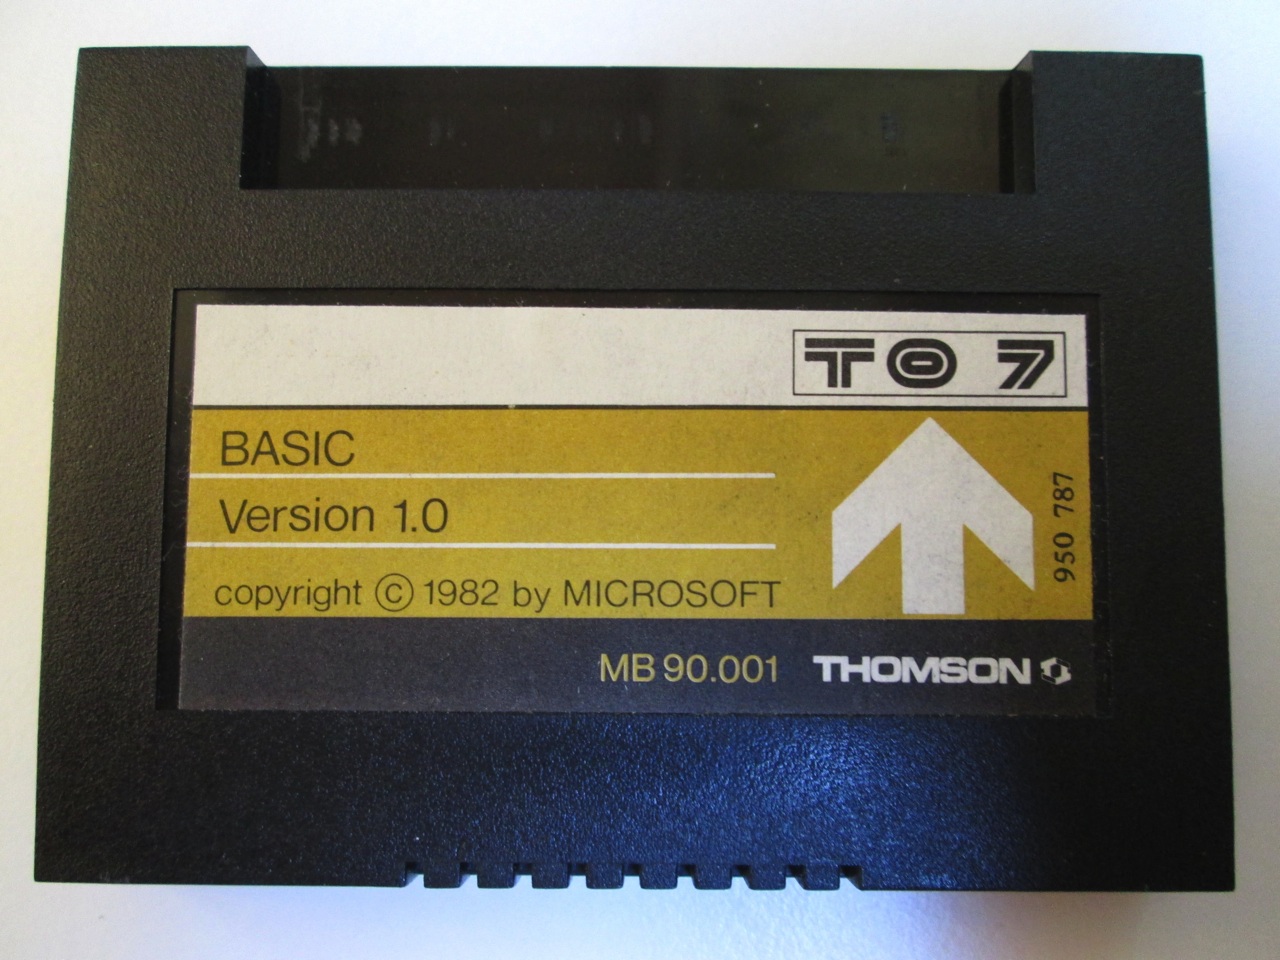 TO 7
BASIC
Version 1.0
copyright © 1982 by MICROSOFT
950 787
MB 90.001 THOMSON